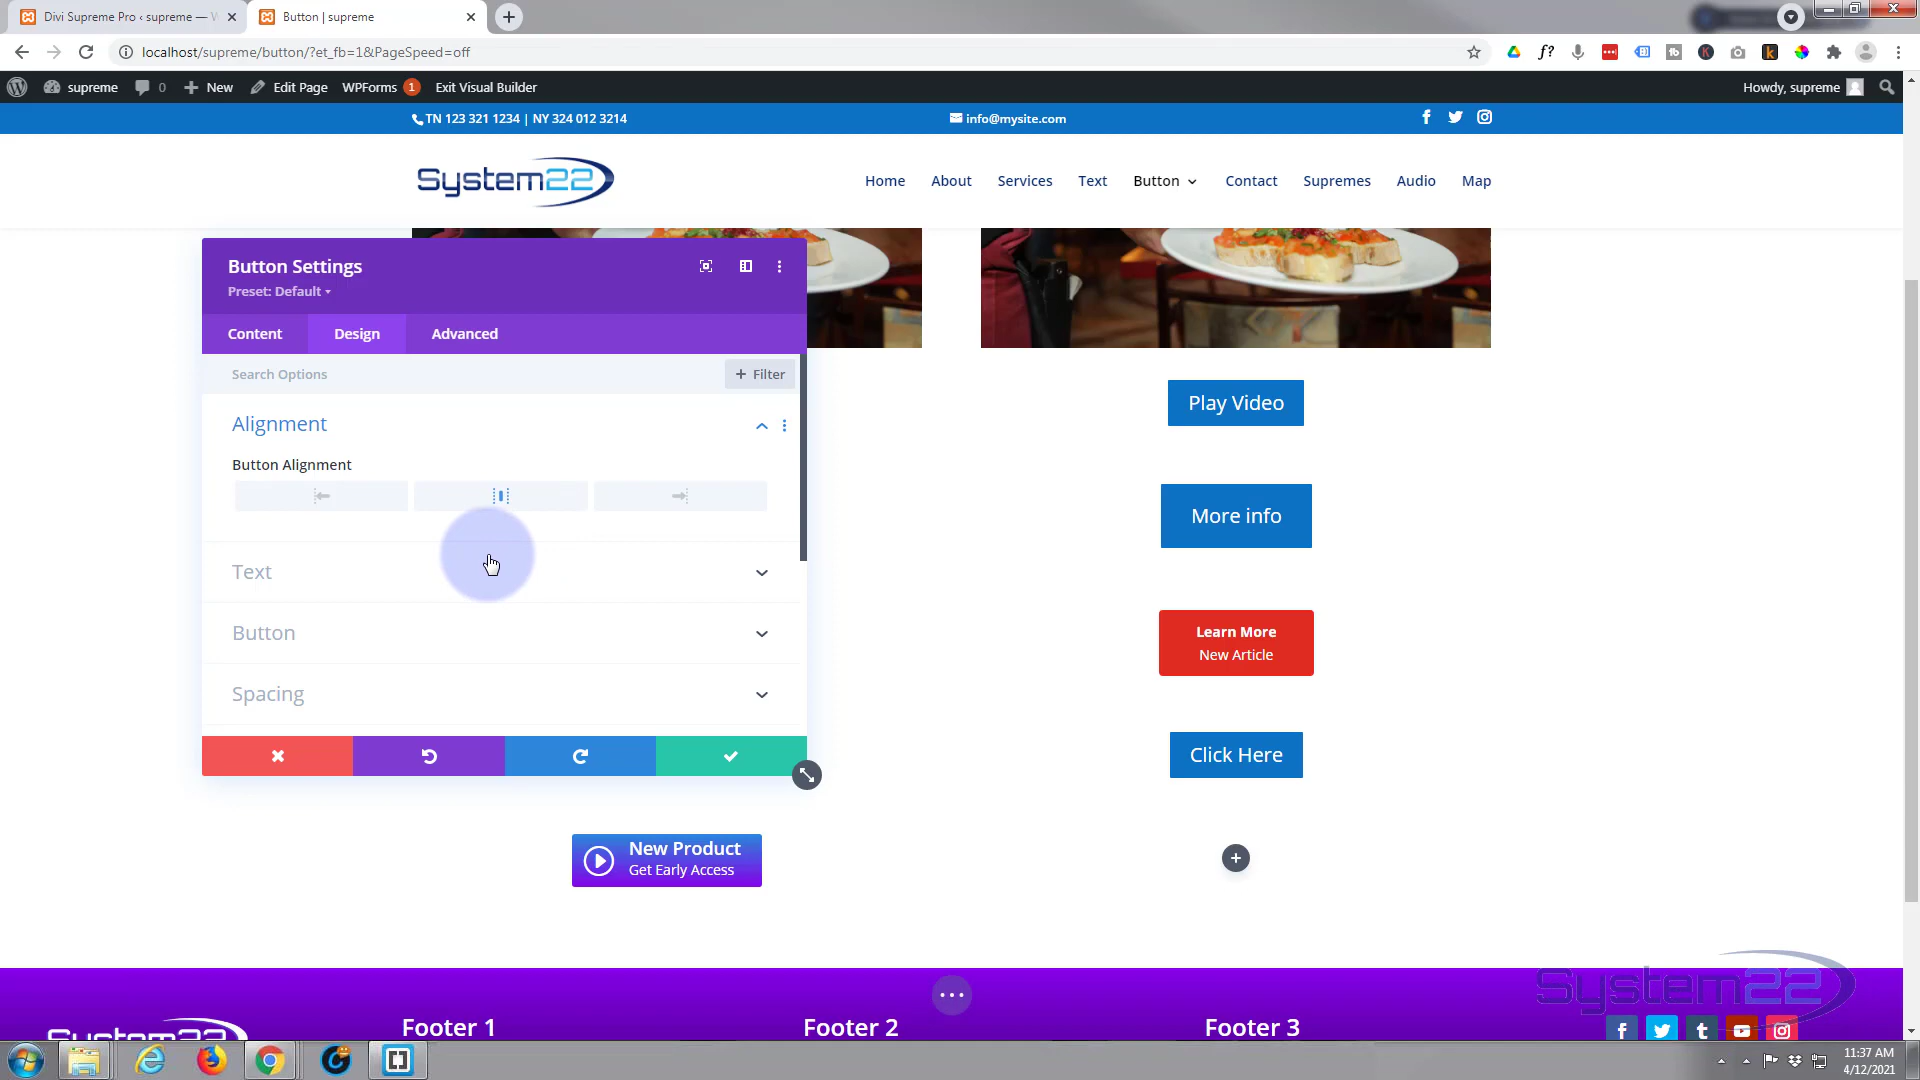 Divi Supreme Pro ‹ supreme — W
Button | supreme
localhost/supreme/button/?et_fb=1&PageSpeed=off
supreme
0
New
Edit Page
WPForms 1
Exit Visual Builder
Howdy, supreme
TN 123 321 1234 | NY 324 012 3214
info@mysite.com
System22
Home
About
Services
Text
Button
Contact
Supremes
Audio
Map
Button Settings
Preset: Default
Content
Design
Advanced
Search Options
+ Filter
Alignment
Button Alignment
Text
Button
Spacing
Play Video
More info
Learn More
New Article
Click Here
New Product
Get Early Access
System22
System22
Footer 1
Footer 2
Footer 3
11:37 AM
4/12/2021